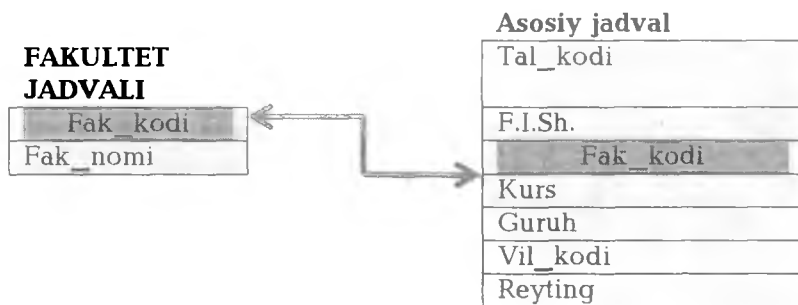 FAKULTET
JADVALI
Fak_kodi
Fak_nomi
Asosiy jadval
Tal_kodi
F.I.Sh.
Fak_kodi
Kurs
Guruh
Vil_kodi
Reyting